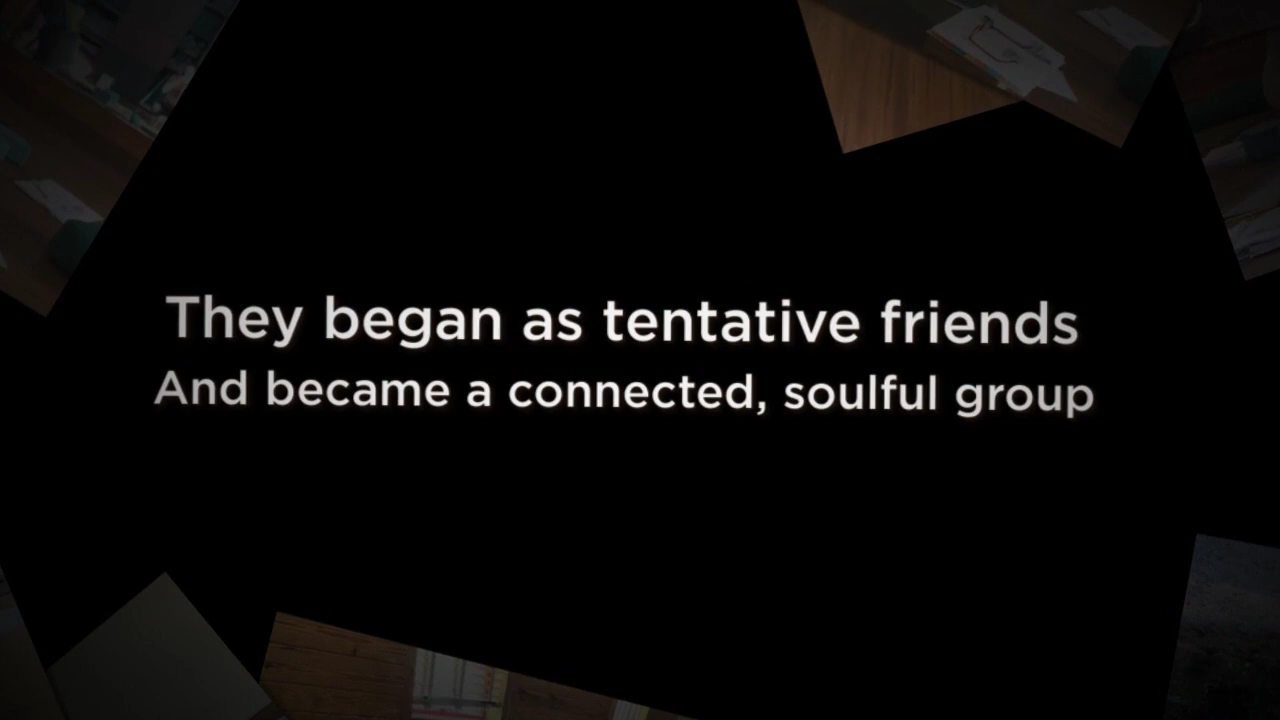 They began as tentative friends
And became a connected, soulful group